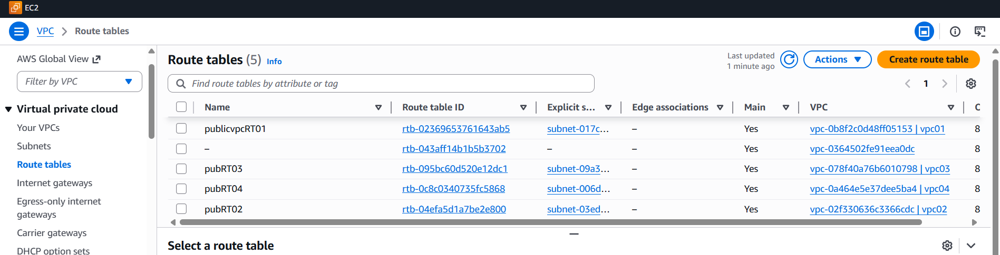 EC2
VPC > Route tables
AWS Global View
Filter by VPC
Virtual private cloud
Your VPCs
Subnets
Route tables
Internet gateways
Egress-only internet
gateways
Carrier gateways
DHCP option sets
Route tables (5) Info
Last updated
1 minute ago
Actions
Create route table
Find route tables by attribute or tag
1
Name Route table ID Explicit s... Edge associations Main VPC
publicvpcRT01 rtb-02369653761643ab5 subnet-017c... – Yes vpc-0b8f2c0d48ff05153 | vpc01 8
– rtb-043aff14b1b5b3702 – – Yes vpc-0364502fe91eea0dc 8
pubRT03 rtb-095bc60d520e12dc1 subnet-09a3... – Yes vpc-078f40a76b6010798 | vpc03 8
pubRT04 rtb-0c8c0340735fc5868 subnet-006d... – Yes vpc-0a464e5e37dee5ba4 | vpc04 8
pubRT02 rtb-04efa5d1a7be2e800 subnet-03ed... – Yes vpc-02f330636c3366cdc | vpc02 8
Select a route table